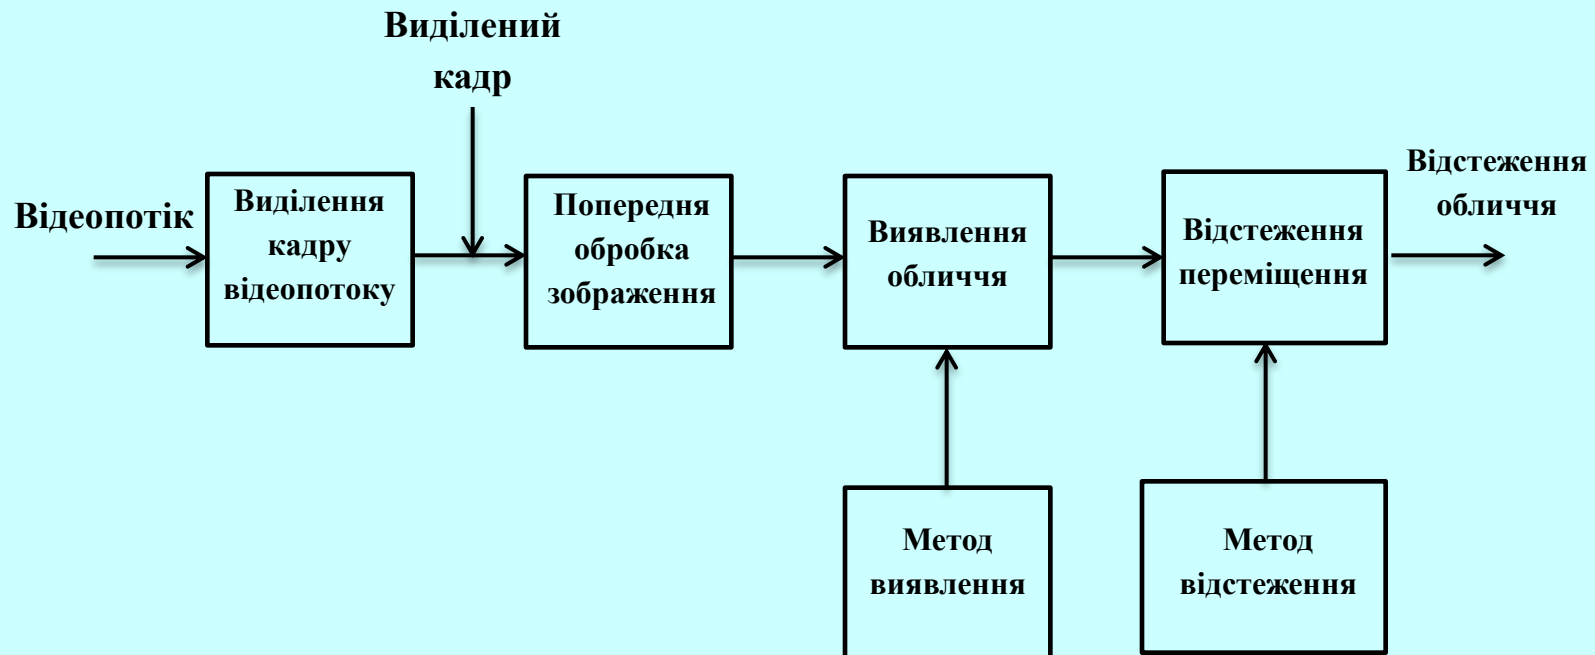 Виділений
кадр
Відеопотік
Виділення
кадру
відеопотоку
Попередня
обробка
зображення
Виявлення
обличчя
Відстеження
переміщення
Відстеження
обличчя
Метод
виявлення
Метод
відстеження